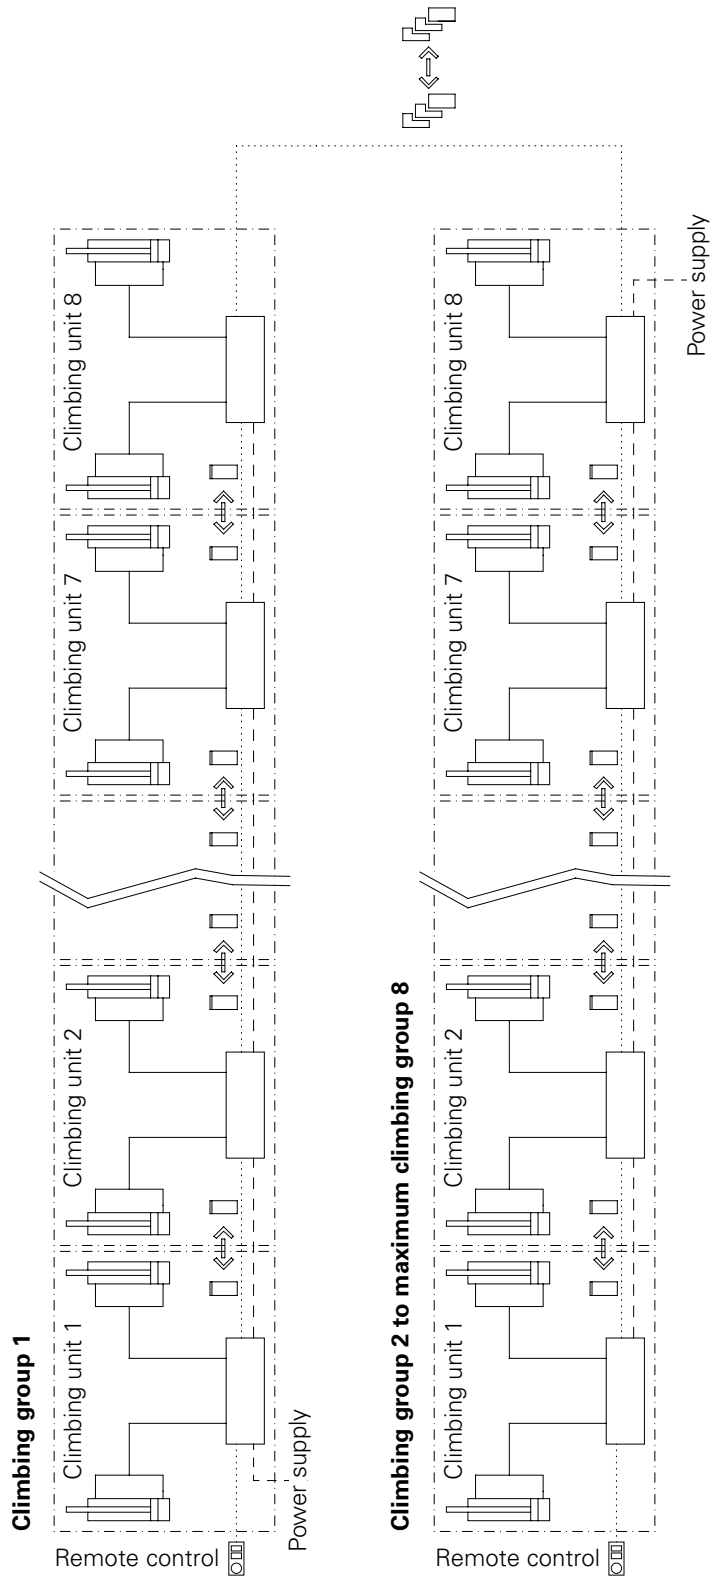 Climbing group 1
Climbing unit 1
Climbing unit 2
Climbing unit 7
Climbing unit 8
Remote control
Power supply
Climbing group 2 to maximum climbing group 8
Climbing unit 1
Climbing unit 2
Climbing unit 7
Climbing unit 8
Remote control
Power supply